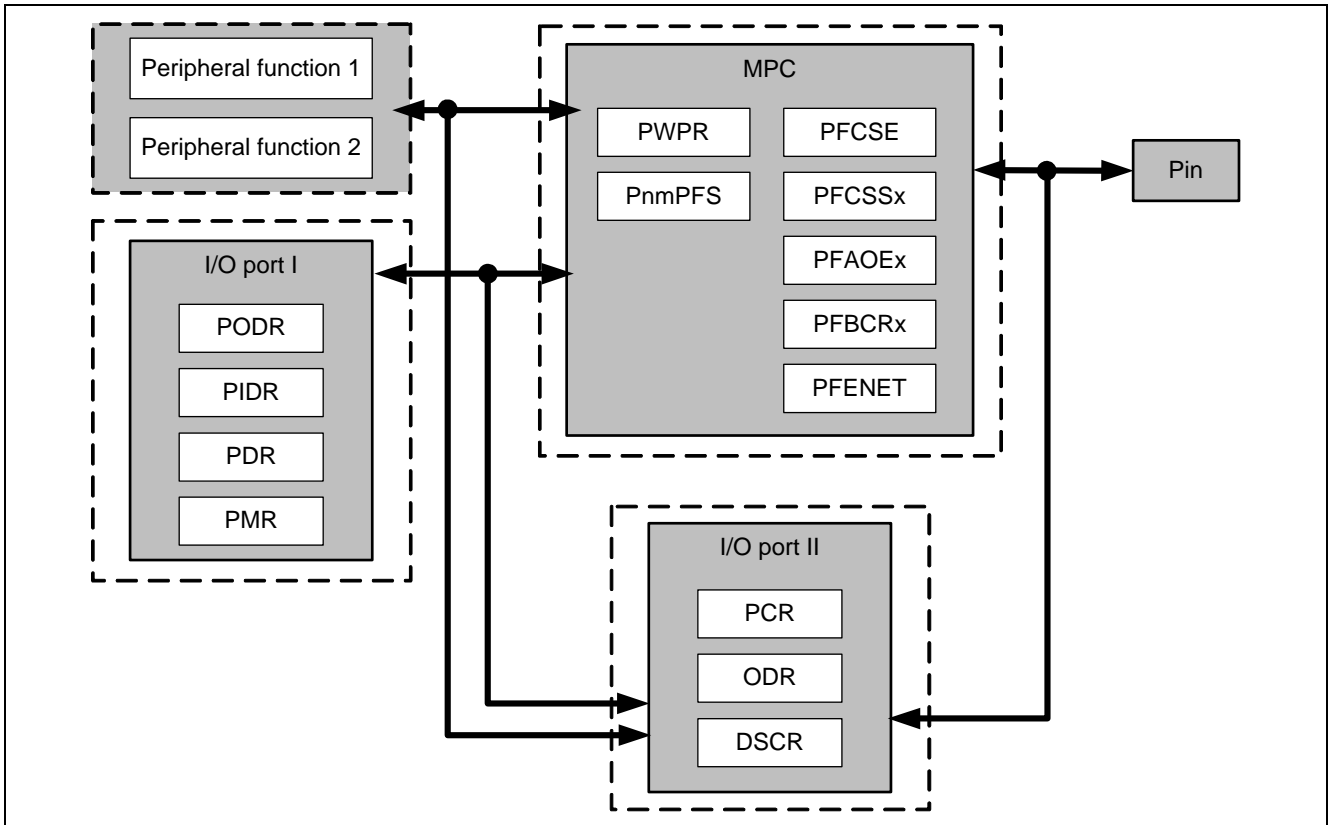 Peripheral function 1
Peripheral function 2
MPC
PWPR
PnmPFS
PFCSE
PFCSSx
PFAOEx
PFBCRx
PFENET
Pin
I/O port I
PODR
PIDR
PDR
PMR
I/O port II
PCR
ODR
DSCR